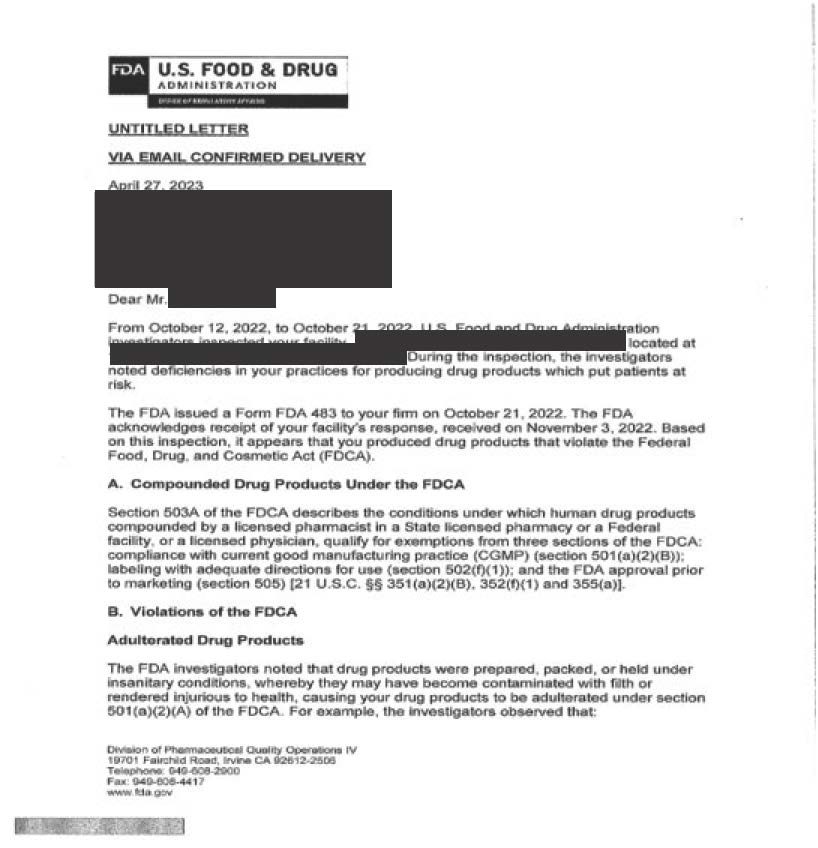 FDA U.S. FOOD & DRUG
ADMINISTRATION
OFFICE OF REGULATORY AFFAIRS
UNTITLED LETTER
VIA EMAIL CONFIRMED DELIVERY
April 27, 2023
Dear Mr.
From October 12, 2022, to October 21, 2022, U.S. Food and Drug Administration
investigators inspected your facility, located at
During the inspection, the investigators
noted deficiencies in your practices for producing drug products which put patients at
risk.
The FDA issued a Form FDA 483 to your firm on October 21, 2022. The FDA
acknowledges receipt of your facility's response, received on November 3, 2022. Based
on this inspection, it appears that you produced drug products that violate the Federal
Food, Drug, and Cosmetic Act (FDCA).
A. Compounded Drug Products Under the FDCA
Section 503A of the FDCA describes the conditions under which human drug products
compounded by a licensed pharmacist in a State licensed pharmacy or a Federal
facility, or a licensed physician, qualify for exemptions from three sections of the FDCA:
compliance with current good manufacturing practice (CGMP) (section 501(a)(2)(B));
labeling with adequate directions for use (section 502(f)(1)); and the FDA approval prior
to marketing (section 505) [21 U.S.C. §§ 351(a)(2)(B), 352(f)(1) and 355(a)].
B. Violations of the FDCA
Adulterated Drug Products
The FDA investigators noted that drug products were prepared, packed, or held under
insanitary conditions, whereby they may have become contaminated with filth or
rendered injurious to health, causing your drug products to be adulterated under section
501(a)(2)(A) of the FDCA. For example, the investigators observed that:
Division of Pharmaceutical Quality Operations IV
19701 Fairchild Road, Irvine CA 92612-2506
Telephone: 949-608-2900
Fax: 949-608-4417
www.fda.gov